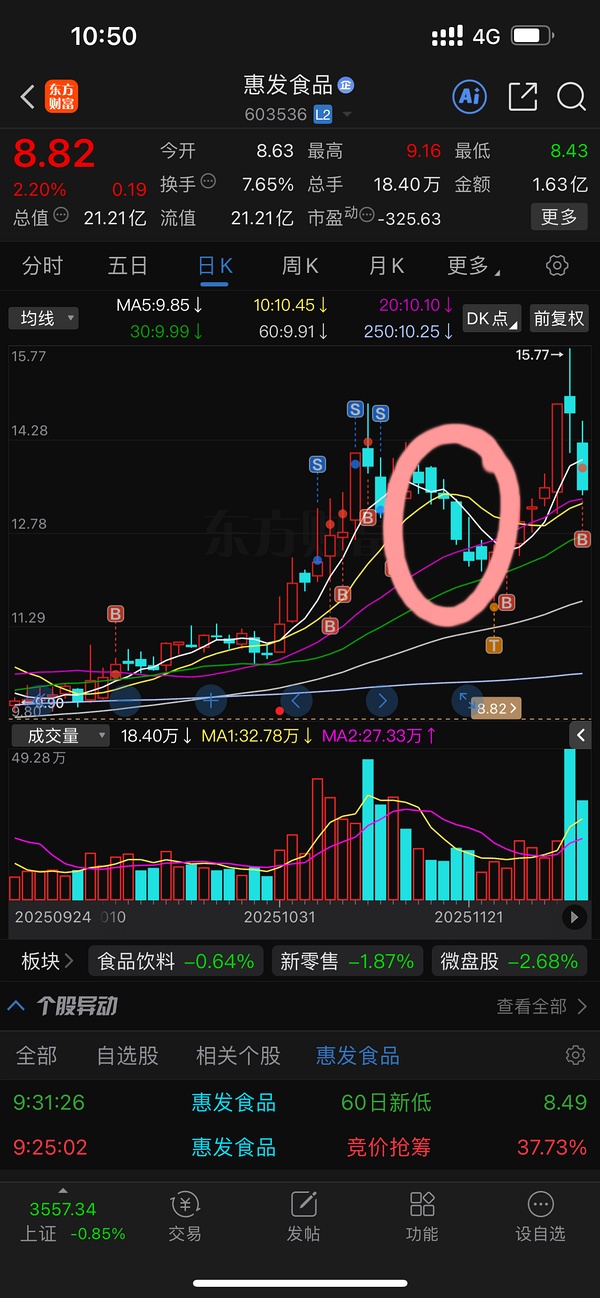 10:50 4G
东方财富 惠发食品 企 Ai
603536 L2
8.82 今开 8.63 最高 9.16 最低 8.43
2.20% 0.19 换手 7.65% 总手 18.40万 金额 1.63亿
总值 21.21亿 流值 21.21亿 市盈动 -325.63 更多
分时 五日 日K 周K 月K 更多
均线 MA5:9.85↓ 10:10.45↓ 20:10.10↓ DK点 前复权
30:9.99↓ 60:9.91↓ 250:10.25↓
15.77 15.77→
14.28 S S
S
12.78 B
东方财富
B
B B
11.29 B B
T
←9.90
9.80 8.82>
成交量 18.40万↓ MA1:32.78万↓ MA2:27.33万↑
49.28万
20250924 010 20251031 20251121
板块 食品饮料 -0.64% 新零售 -1.87% 微盘股 -2.68%
个股异动 查看全部
全部 自选股 相关个股 惠发食品
9:31:26 惠发食品 60日新低 8.49
9:25:02 惠发食品 竞价抢筹 37.73%
3557.34
上证 -0.85% 交易 发帖 功能 设自选